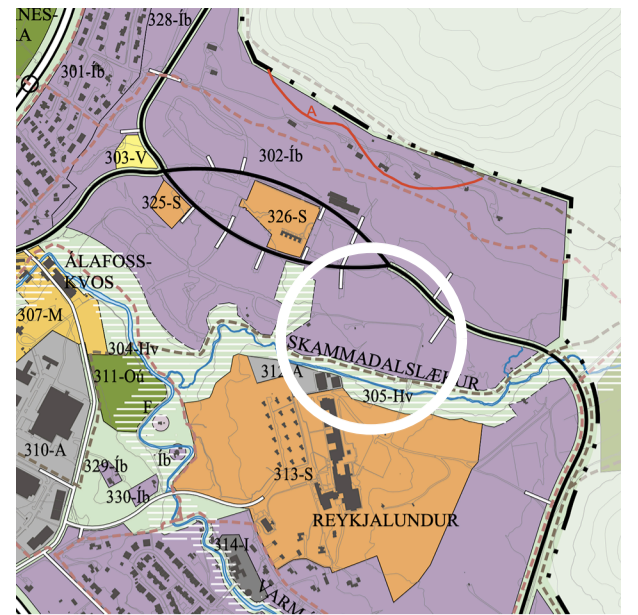 NES-
A
328-Íb
301-Íb
A
303-V
302-Íb
325-S
326-S
ÁLAFOSS-
KVOS
307-M
304-Hv
SKAMMADALSLÆKUR
311-Ou
305-Hv
F
310-A
Íb
329-Íb
313-S
330-Íb
REYKJALUNDUR
314-I